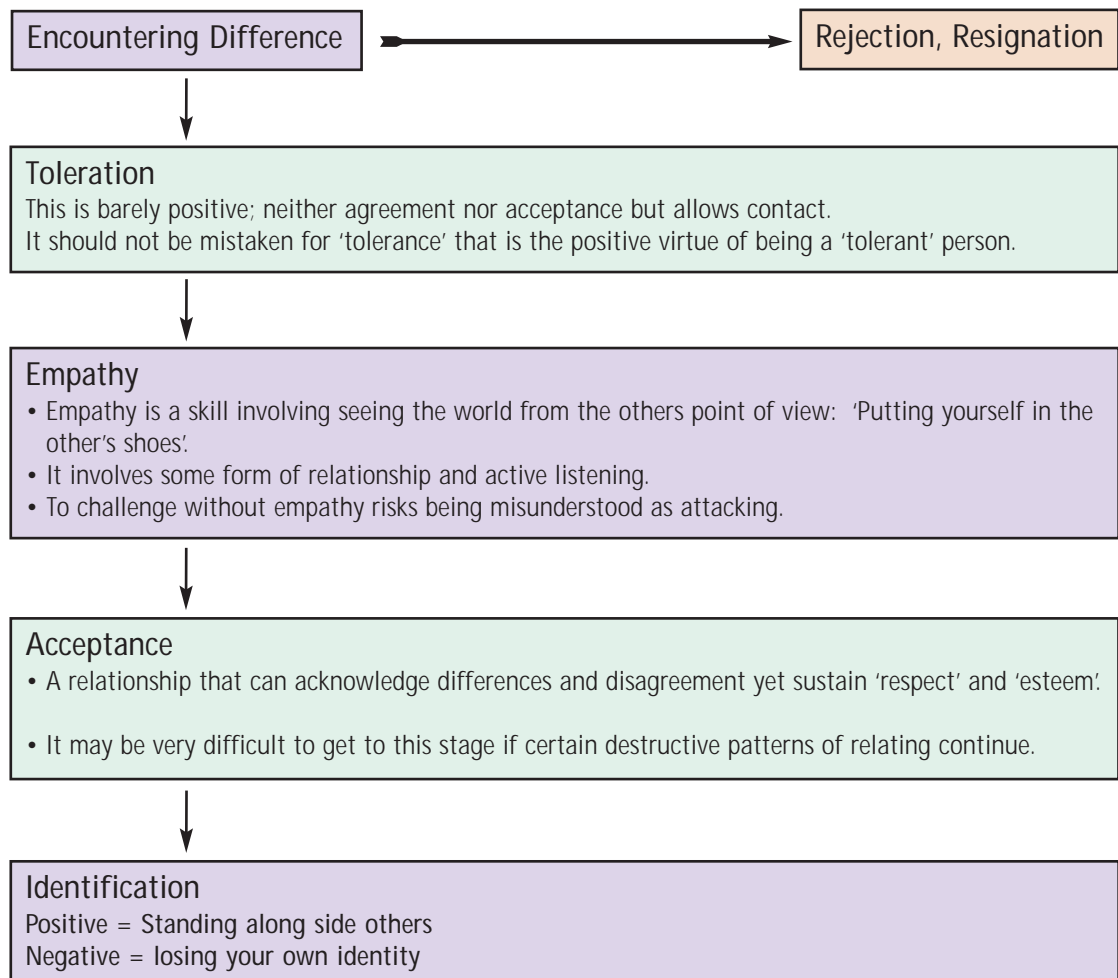 Encountering Difference
Rejection, Resignation
Toleration
This is barely positive; neither agreement nor acceptance but allows contact.
It should not be mistaken for ‘tolerance’ that is the positive virtue of being a ‘tolerant’ person.
Empathy
• Empathy is a skill involving seeing the world from the others point of view: ‘Putting yourself in the
other’s shoes’.
• It involves some form of relationship and active listening.
• To challenge without empathy risks being misunderstood as attacking.
Acceptance
• A relationship that can acknowledge differences and disagreement yet sustain ‘respect’ and ‘esteem’.
• It may be very difficult to get to this stage if certain destructive patterns of relating continue.
Identification
Positive = Standing along side others
Negative = losing your own identity